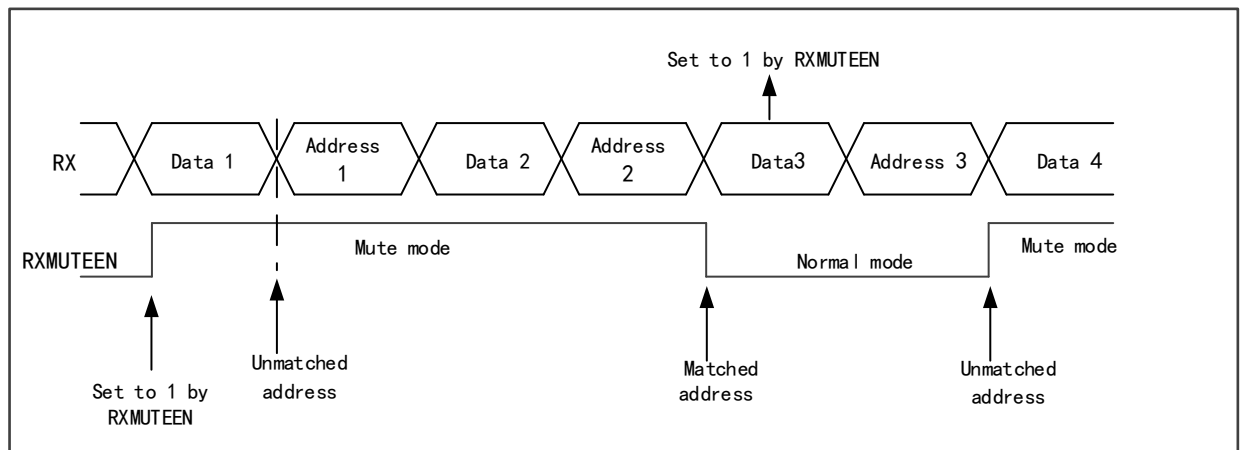 Set to 1 by RXMUTEEN
RX
Data 1
Address
1
Data 2
Address
2
Data3
Address 3
Data 4
RXMUTEEN
Mute mode
Normal mode
Mute mode
Set to 1 by
RXMUTEEN
Unmatched
address
Matched
address
Unmatched
address